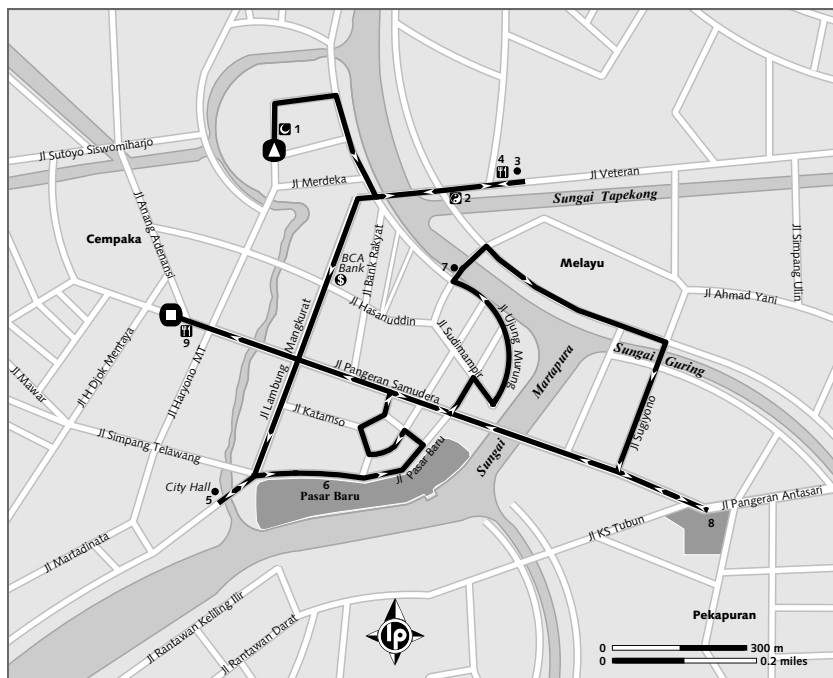 1
Jl Sutoyo Siswomiharjo
4
3
Jl Merdeka
Jl Veteran
2
Sungai Tapekong
Jl Anang Adenansi
Cempaka
BCA
Bank
$
Jl Bank Rakyat
7
Melayu
Jl Simpang Ulin
Jl Hasanuddin
Jl Ahmad Yani
Jl Lambung Mangkurat
Jl Sudimampir
Jl Ujung Murung
9
Jl H Djok Mentaya
Jl Haryono MT
Jl Mawar
Jl Pangeran Samudera
Sungai Martapura
Sungai Guring
Jl Katamso
Jl Sugiyono
Jl Simpang Telawang
Jl Pasar Baru
City Hall
5
6
Pasar Baru
Jl Pangeran Antasari
8
Jl KS Tubun
Jl Martadinata
Jl Rantawan Keliling Ilir
Jl Rantawan Darat
lp
Pekapuran
0 300 m
0 0.2 miles